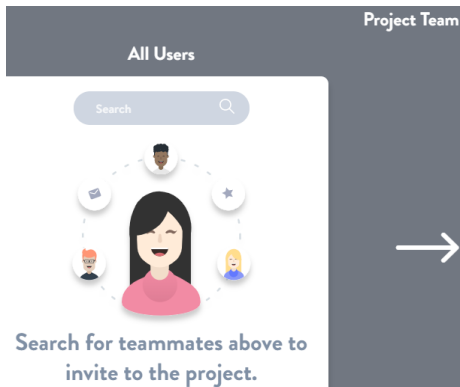 Project Team
All Users
Search
Search for teammates above to
invite to the project.